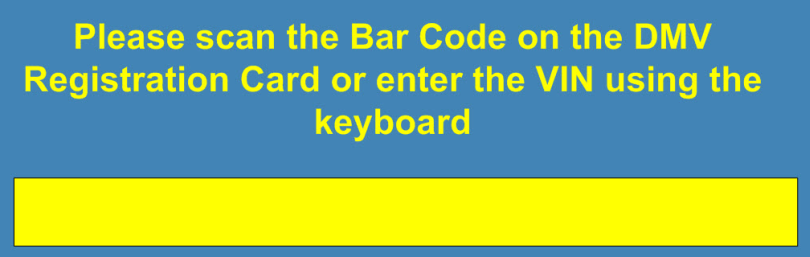 Please scan the Bar Code on the DMV
Registration Card or enter the VIN using the
keyboard